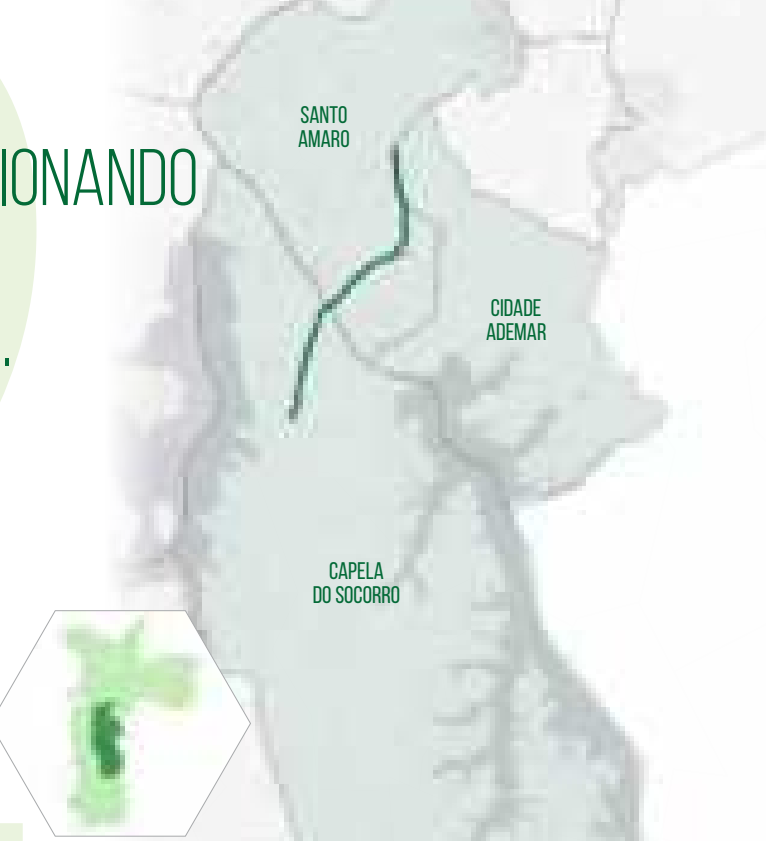 SANTO
AMARO
IONANDO
CIDADE
ADEMAR
.
CAPELA
DO SOCORRO